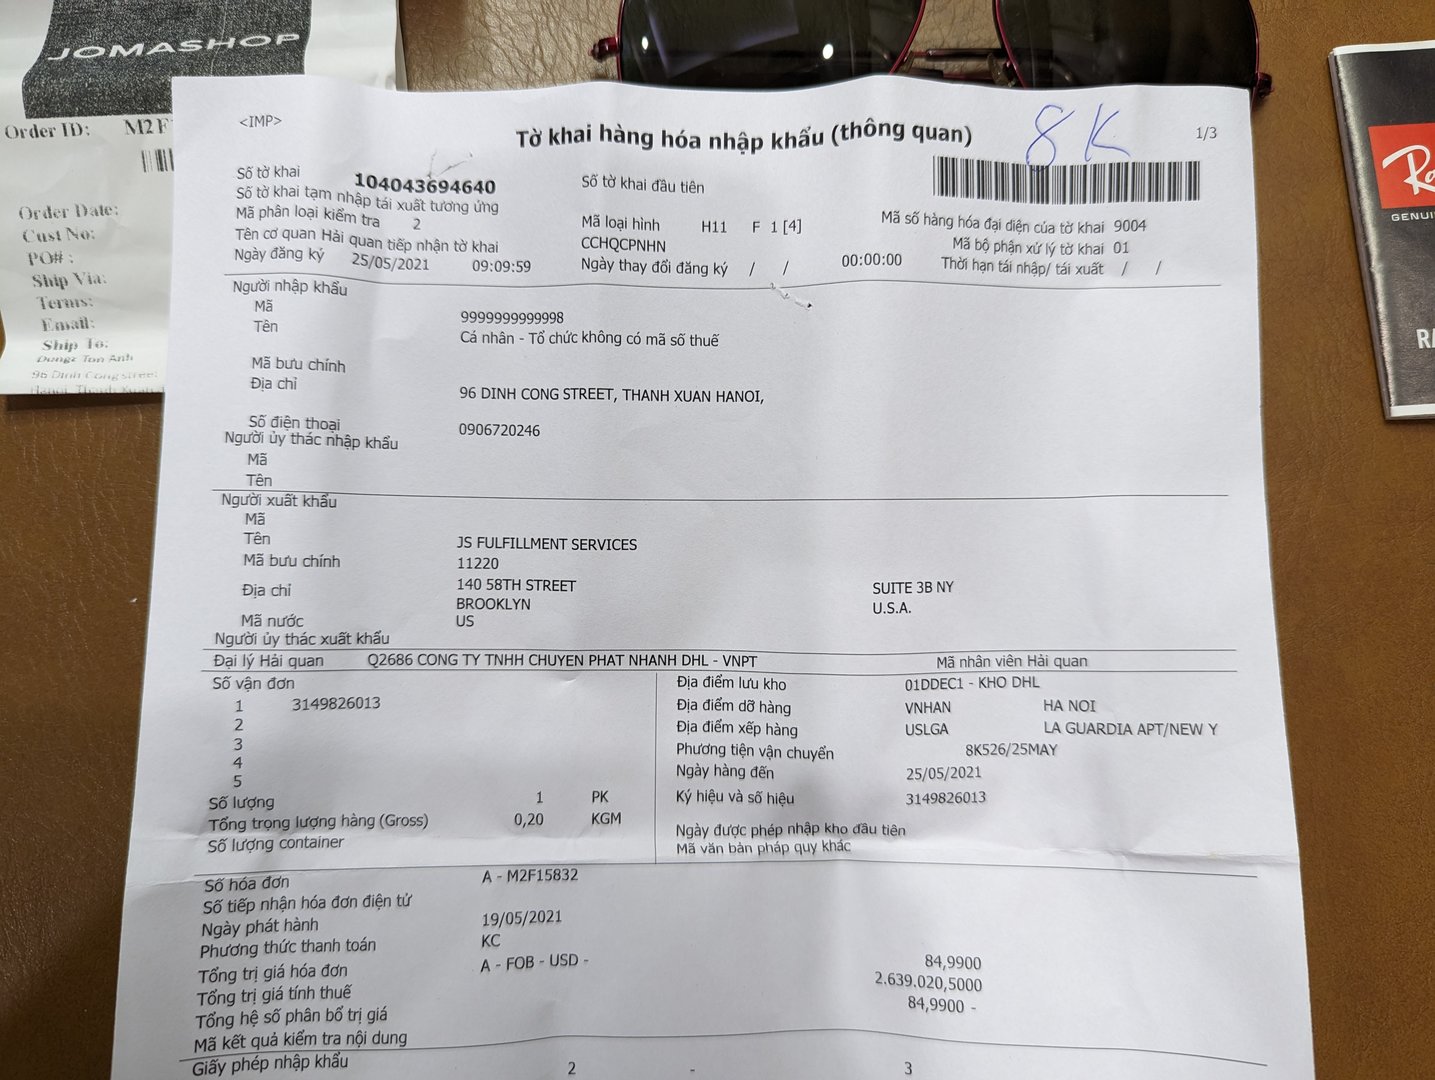 JOMASHOP
Order ID: M2F
Order Date:
Cust No:
PO# :
Ship Via:
Terms:
Email:
Ship To:
Dung Ton Anh
96 Dinh Cong street
Hanoi, Thanh Xuan
<IMP>
Tờ khai hàng hóa nhập khẩu (thông quan)
8K
1/3
Số tờ khai 104043694640 Số tờ khai đầu tiên
Số tờ khai tạm nhập tái xuất tương ứng
Mã phân loại kiểm tra 2 Mã loại hình H11 F 1 [4] Mã số hàng hóa đại diện của tờ khai 9004
Tên cơ quan Hải quan tiếp nhận tờ khai CCHQCPNHN Mã bộ phận xử lý tờ khai 01
Ngày đăng ký 25/05/2021 09:09:59 Ngày thay đổi đăng ký / / 00:00:00 Thời hạn tái nhập/ tái xuất / /
Người nhập khẩu
Mã 9999999999998
Tên Cá nhân - Tổ chức không có mã số thuế
Mã bưu chính
Địa chỉ 96 DINH CONG STREET, THANH XUAN HANOI,
Số điện thoại 0906720246
Người ủy thác nhập khẩu
Mã
Tên
Người xuất khẩu
Mã
Tên JS FULFILLMENT SERVICES
Mã bưu chính 11220
Địa chỉ 140 58TH STREET SUITE 3B NY
BROOKLYN U.S.A.
Mã nước US
Người ủy thác xuất khẩu
Đại lý Hải quan Q2686 CONG TY TNHH CHUYEN PHAT NHANH DHL - VNPT Mã nhân viên Hải quan
Số vận đơn
1 3149826013
2
3
4
5
Số lượng 1 PK
Tổng trọng lượng hàng (Gross) 0,20 KGM
Số lượng container
Địa điểm lưu kho 01DDEC1 - KHO DHL
Địa điểm dỡ hàng VNHAN HA NOI
Địa điểm xếp hàng USLGA LA GUARDIA APT/NEW Y
Phương tiện vận chuyển 8K526/25MAY
Ngày hàng đến 25/05/2021
Ký hiệu và số hiệu 3149826013
Ngày được phép nhập kho đầu tiên
Mã văn bản pháp quy khác
Số hóa đơn A - M2F15832
Số tiếp nhận hóa đơn điện tử
Ngày phát hành 19/05/2021
Phương thức thanh toán KC
Tổng trị giá hóa đơn A - FOB - USD - 84,9900
Tổng trị giá tính thuế 2.639.020,5000
Tổng hệ số phân bổ trị giá 84,9900 -
Mã kết quả kiểm tra nội dung
Giấy phép nhập khẩu 2 - 3
GENUI